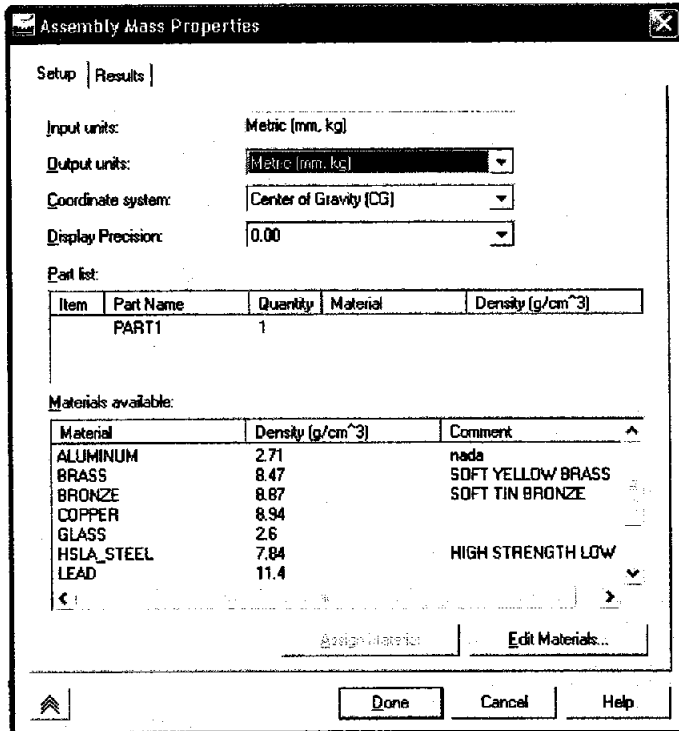 Assembly Mass Properties
Setup Results
Input units: Metric (mm, kg)
Output units: Metric (mm, kg)
Coordinate system: Center of Gravity (CG)
Display Precision: 0.00
Part list:
Item Part Name Quantity Material Density (g/cm^3)
PART1 1
Materials available:
Material Density (g/cm^3) Comment
ALUMINUM 2.71 nada
BRASS 8.47 SOFT YELLOW BRASS
BRONZE 8.87 SOFT TIN BRONZE
COPPER 8.94
GLASS 2.6
HSLA_STEEL 7.84 HIGH STRENGTH LOW
LEAD 11.4
Assign Material Edit Materials...
Done Cancel Help